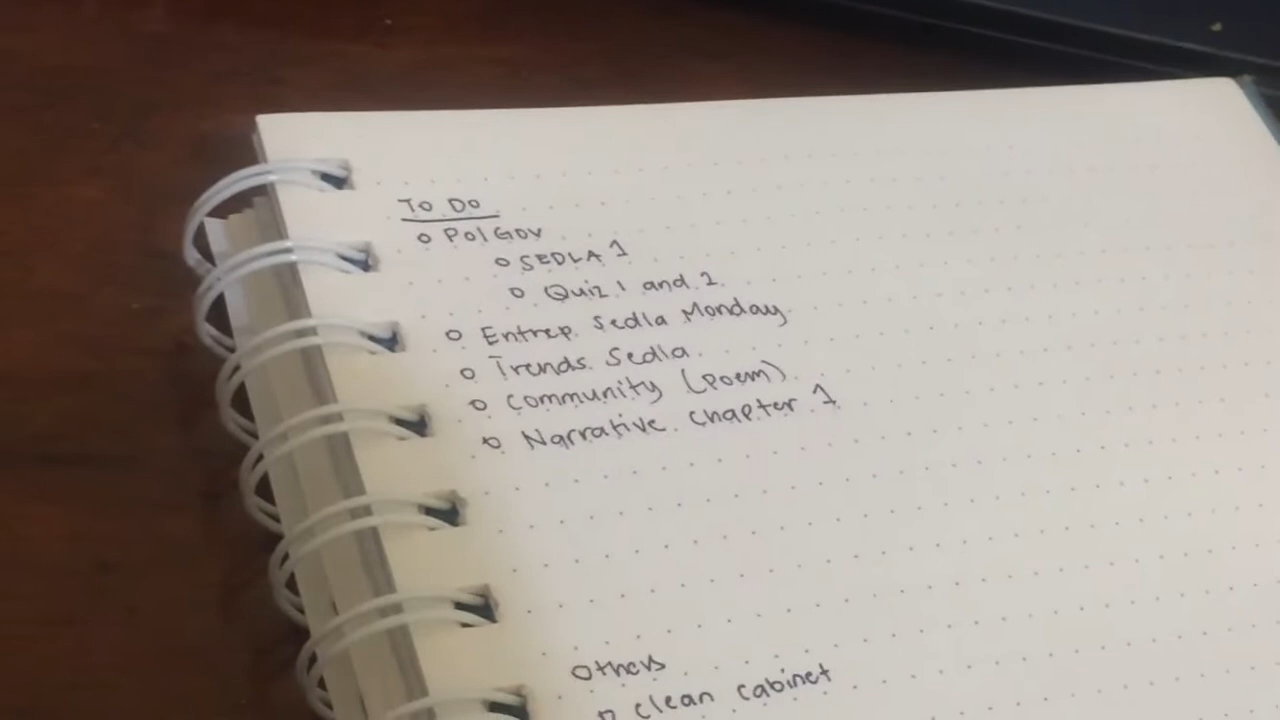 To Do
o PolGov
o SEDLA 1
o Quiz 1 and 2
o Entrep. Sedla Monday
o Trends. Sedla
o Community (poem)
o Narrative. Chapter 1
Others
o Clean Cabinet